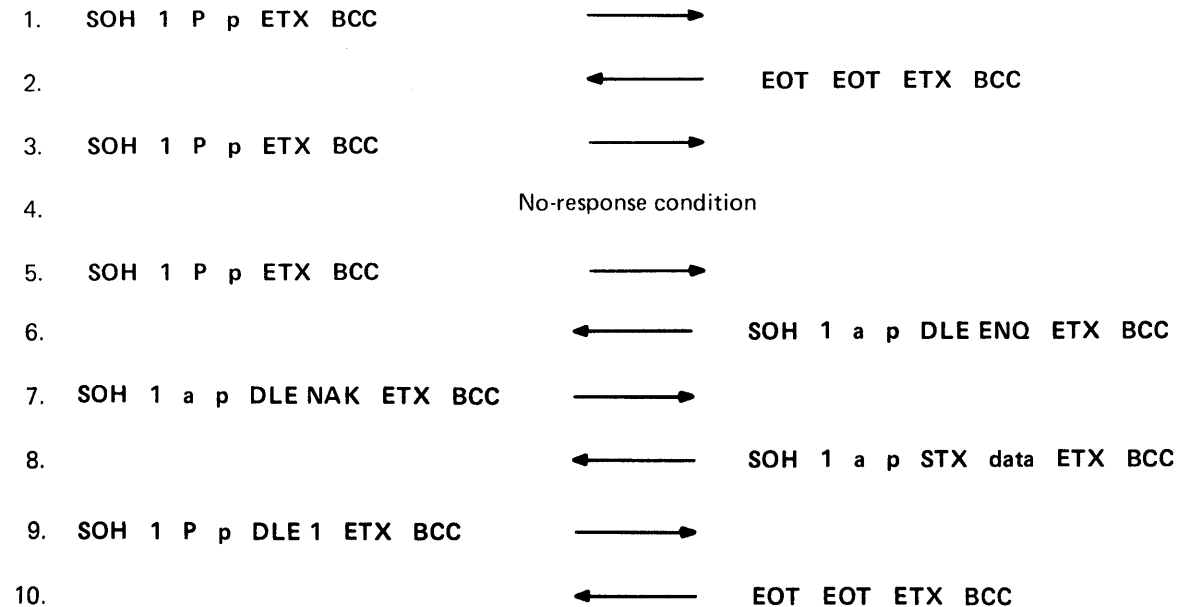 1. SOH 1 P p ETX BCC
2. EOT EOT ETX BCC
3. SOH 1 P p ETX BCC
4. No-response condition
5. SOH 1 P p ETX BCC
6. SOH 1 a p DLE ENQ ETX BCC
7. SOH 1 a p DLE NAK ETX BCC
8. SOH 1 a p STX data ETX BCC
9. SOH 1 P p DLE 1 ETX BCC
10. EOT EOT ETX BCC